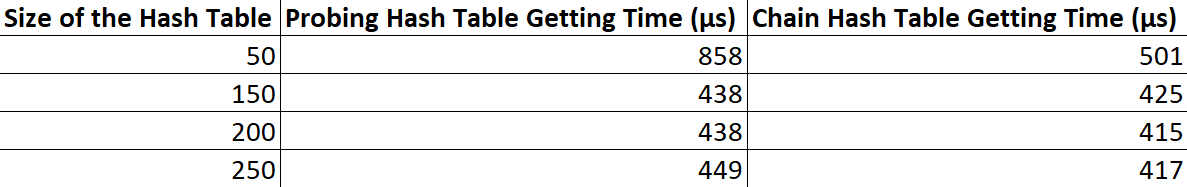 Size of the Hash Table Probing Hash Table Getting Time (µs) Chain Hash Table Getting Time (µs)
50 858 501
150 438 425
200 438 415
250 449 417